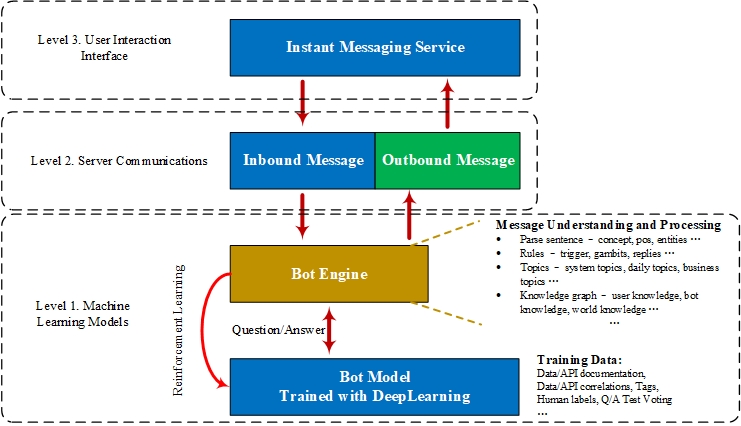 Level 3. User Interaction
Interface
Instant Messaging Service
Level 2. Server Communications
Inbound Message
Outbound Message
Level 1. Machine
Learning Models
Bot Engine
Reinforcement Learning
Question/Answer
Bot Model
Trained with DeepLearning
Message Understanding and Processing
• Parse sentence – concept, pos, entities ⋯
• Rules – trigger, gambits, replies ⋯
• Topics – system topics, daily topics, business
topics ⋯
• Knowledge graph – user knowledge, bot
knowledge, world knowledge ⋯
⋯
Training Data:
Data/API documentation,
Data/API correlations, Tags,
Human labels, Q/A Test Voting
⋯